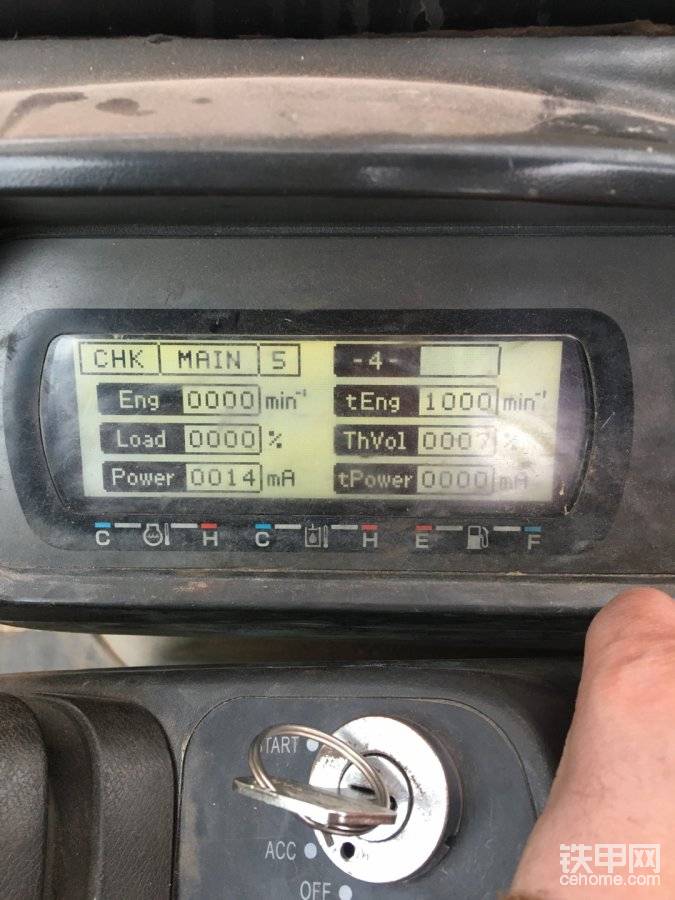 CHK MAIN 5 -4-
Eng 0000 min⁻¹ tEng 1000 min⁻¹
Load 0000 % ThVol 0007 %
Power 0014 mA tPower 0000 mA
C H C H E F
START
ACC
OFF
铁甲网
cehome.com